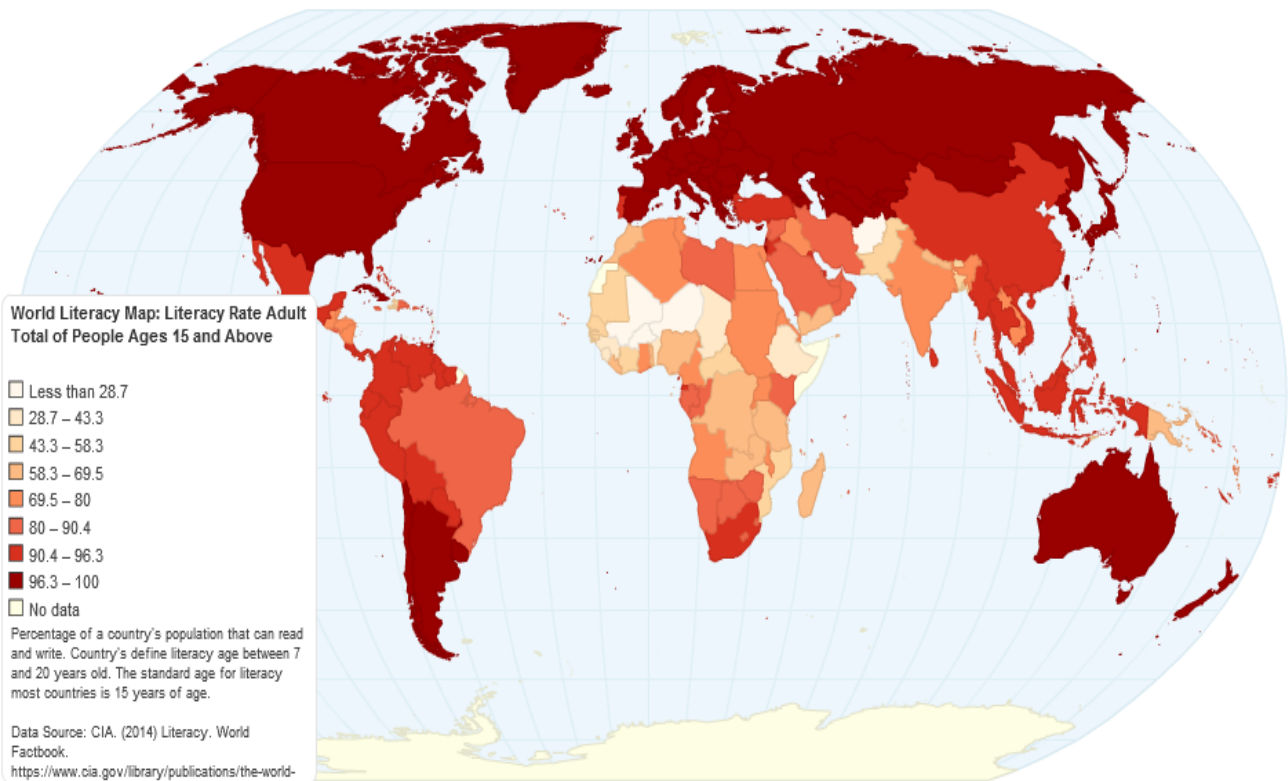 World Literacy Map: Literacy Rate Adult
Total of People Ages 15 and Above
Less than 28.7
28.7 – 43.3
43.3 – 58.3
58.3 – 69.5
69.5 – 80
80 – 90.4
90.4 – 96.3
96.3 – 100
No data
Percentage of a country's population that can read
and write. Country's define literacy age between 7
and 20 years old. The standard age for literacy
most countries is 15 years of age.
Data Source: CIA. (2014) Literacy. World
Factbook.
https://www.cia.gov/library/publications/the-world-